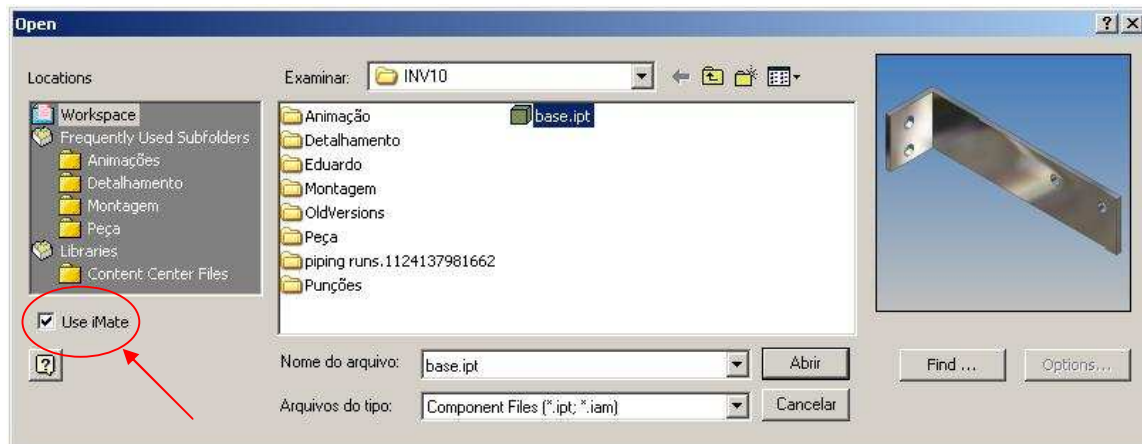 Open
Locations
Workspace
Frequently Used Subfolders
Animações
Detalhamento
Montagem
Peça
Libraries
Content Center Files
Use iMate
Examinar: INV10
Animação
Detalhamento
Eduardo
Montagem
OldVersions
Peça
piping runs.1124137981662
Punções
base.ipt
Nome do arquivo: base.ipt Abrir
Arquivos do tipo: Component Files (*.ipt; *.iam) Cancelar
Find ... Options...